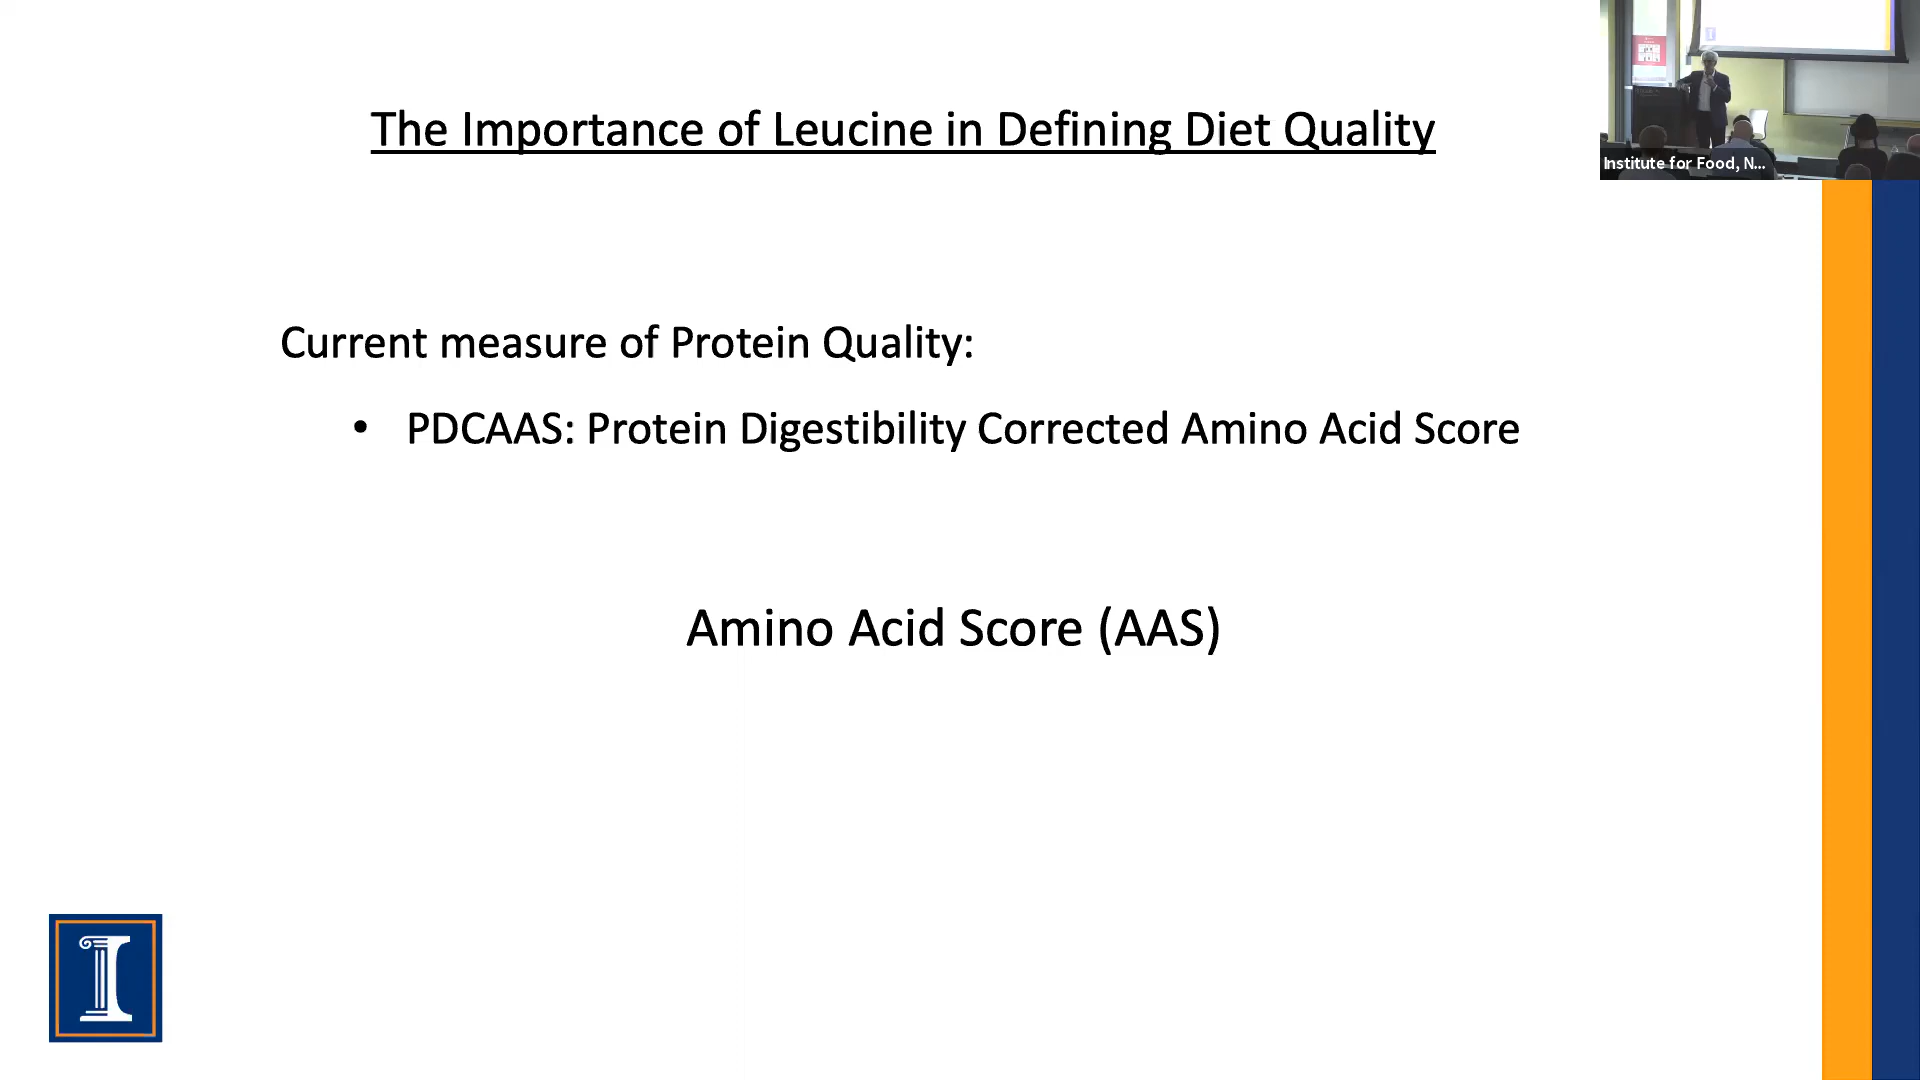 The Importance of Leucine in Defining Diet Quality
Institute for Food, N...
Current measure of Protein Quality:
• PDCAAS: Protein Digestibility Corrected Amino Acid Score
Amino Acid Score (AAS)